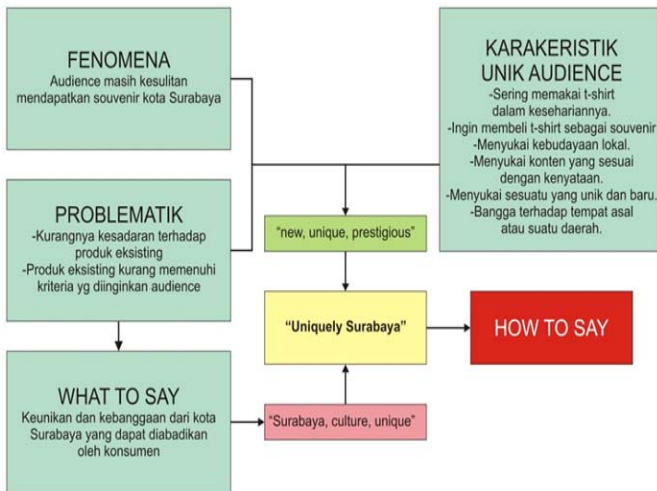 FENOMENA
Audience masih kesulitan
mendapatkan souvenir kota Surabaya
PROBLEMATIK
-Kurangnya kesadaran terhadap
produk eksisting
-Produk eksisting kurang memenuhi
kriteria yg diinginkan audience
WHAT TO SAY
Keunikan dan kebanggaan dari kota
Surabaya yang dapat diabadikan
oleh konsumen
KARAKERISTIK
UNIK AUDIENCE
-Sering memakai t-shirt
dalam kesehariannya.
-Ingin membeli t-shirt sebagai souvenir
-Menyukai kebudayaan lokal.
-Menyukai konten yang sesuai
dengan kenyataan.
-Menyukai sesuatu yang unik dan baru.
-Bangga terhadap tempat asal
atau suatu daerah.
“new, unique, prestigious”
“Uniquely Surabaya”
“Surabaya, culture, unique”
HOW TO SAY